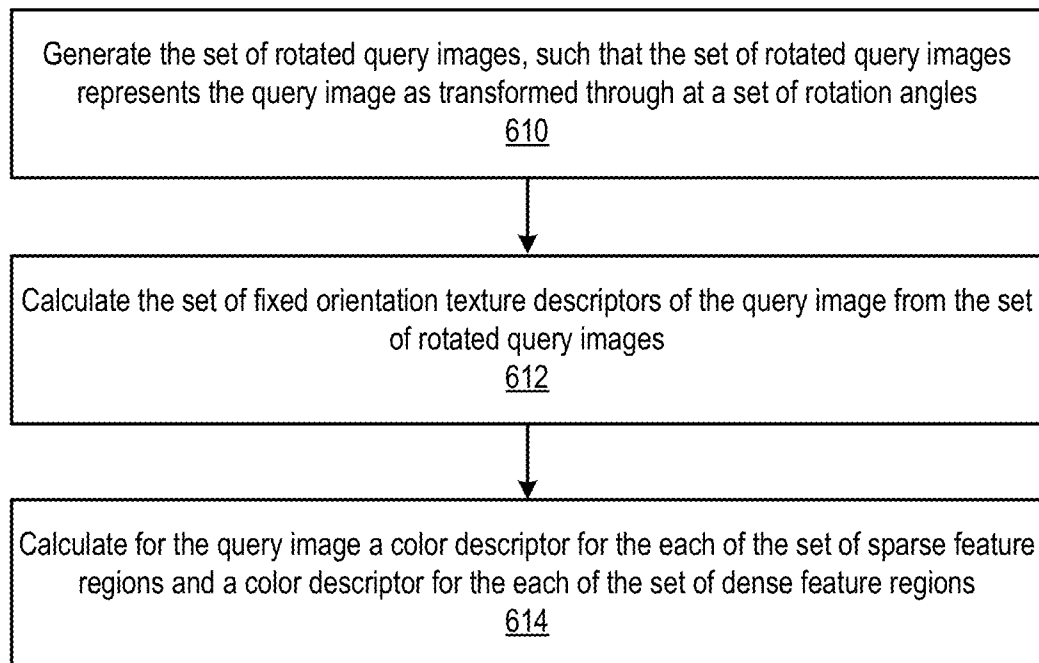 Generate the set of rotated query images, such that the set of rotated query images
represents the query image as transformed through at a set of rotation angles
610
Calculate the set of fixed orientation texture descriptors of the query image from the set
of rotated query images
612
Calculate for the query image a color descriptor for the each of the set of sparse feature
regions and a color descriptor for the each of the set of dense feature regions
614